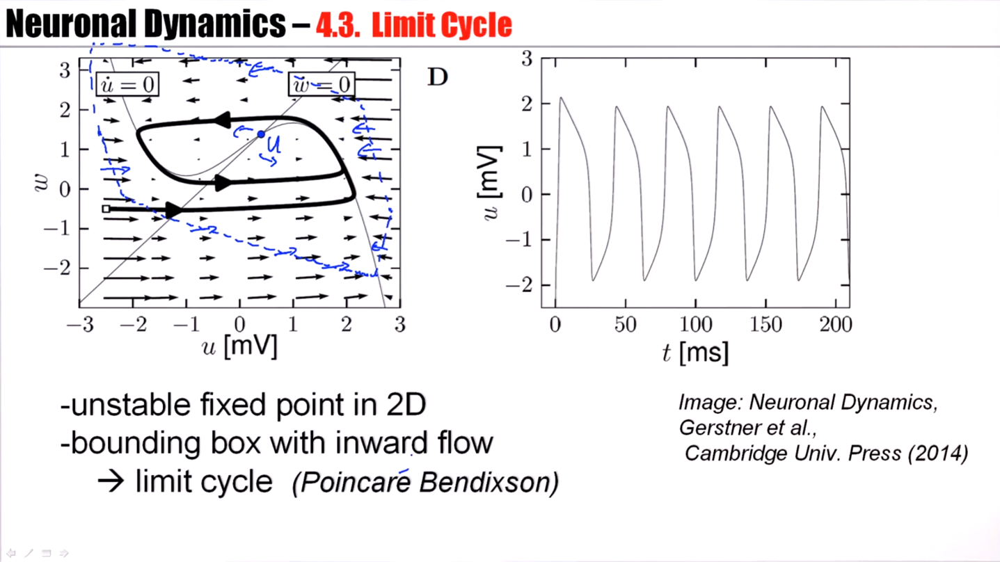 Neuronal Dynamics – 4.3. Limit Cycle
3
2
1
0
−1
−2
w
u̇ = 0
ẇ = 0
u
−3 −2 −1 0 1 2 3
u [mV]
D
3
2
1
0
−1
−2
u [mV]
0 50 100 150 200
t [ms]
-unstable fixed point in 2D
-bounding box with inward flow
→ limit cycle (Poincaré Bendixson)
Image: Neuronal Dynamics,
Gerstner et al.,
Cambridge Univ. Press (2014)